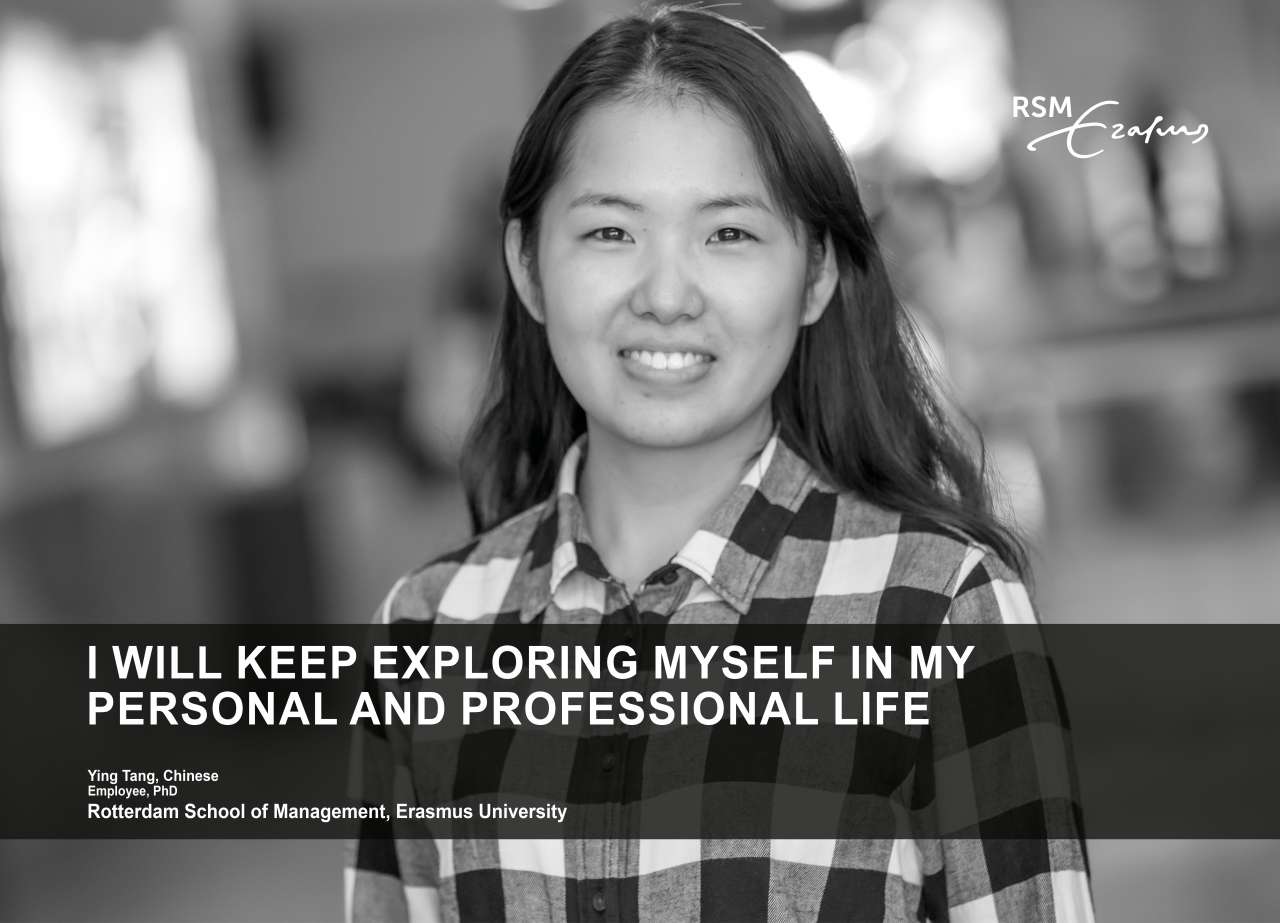 RSM
Erasmus
I WILL KEEP EXPLORING MYSELF IN MY
PERSONAL AND PROFESSIONAL LIFE
Ying Tang, Chinese
Employee, PhD
Rotterdam School of Management, Erasmus University